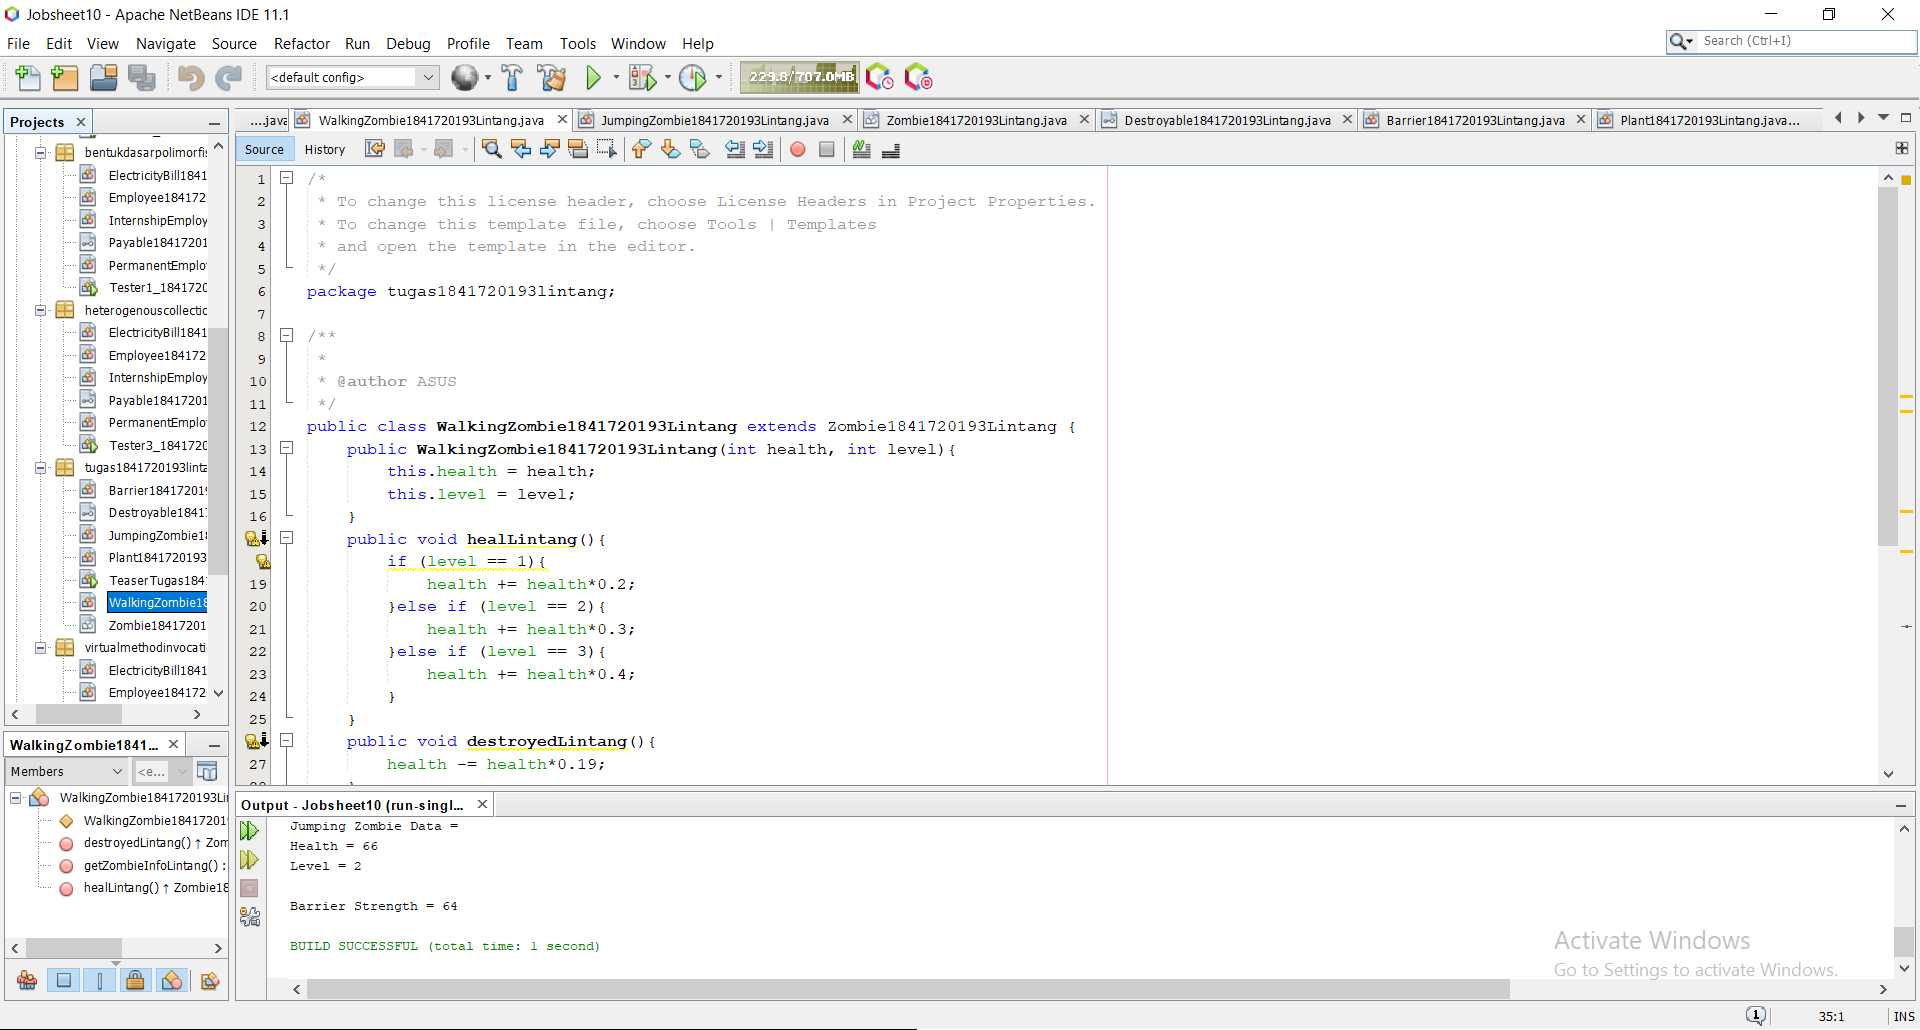 Jobsheet10 - Apache NetBeans IDE 11.1
File Edit View Navigate Source Refactor Run Debug Profile Team Tools Window Help
Search (Ctrl+I)
<default config>
229.8/707.0MB
Projects
....java
WalkingZombie1841720193Lintang.java
JumpingZombie1841720193Lintang.java
Zombie1841720193Lintang.java
Destroyable1841720193Lintang.java
Barrier1841720193Lintang.java
Plant1841720193Lintang.java...
Source History
bentukdasarpolimorfi
ElectricityBill1841
Employee184172
InternshipEmploy
Payable18417201
PermanentEmplo
Tester1_184172
heterogenouscollectic
ElectricityBill1841
Employee184172
InternshipEmploy
Payable18417201
PermanentEmplo
Tester3_184172
tugas1841720193linta
Barrier184172019
Destroyable1841
JumpingZombie18
Plant1841720193
TeaserTugas184
WalkingZombie18
Zombie18417201
virtualmethodinvocati
ElectricityBill1841
Employee184172
1 /*
2 * To change this license header, choose License Headers in Project Properties.
3 * To change this template file, choose Tools | Templates
4 * and open the template in the editor.
5 */
6 package tugas1841720193lintang;
7
8 /**
9 *
10 * @author ASUS
11 */
12 public class WalkingZombie1841720193Lintang extends Zombie1841720193Lintang {
13 public WalkingZombie1841720193Lintang(int health, int level){
14 this.health = health;
15 this.level = level;
16 }
public void healLintang(){
if (level == 1){
19 health += health*0.2;
20 }else if (level == 2){
21 health += health*0.3;
22 }else if (level == 3){
23 health += health*0.4;
24 }
25 }
public void destroyedLintang(){
27 health -= health*0.19;
WalkingZombie1841...
Members <e...
WalkingZombie1841720193Li
WalkingZombie184172019
destroyedLintang() ↑ Zom
getZombieInfoLintang() :
healLintang() ↑ Zombie18
Output - Jobsheet10 (run-singl...
Jumping Zombie Data =
Health = 66
Level = 2
Barrier Strength = 64
BUILD SUCCESSFUL (total time: 1 second)
Activate Windows
Go to Settings to activate Windows.
1
35:1 INS